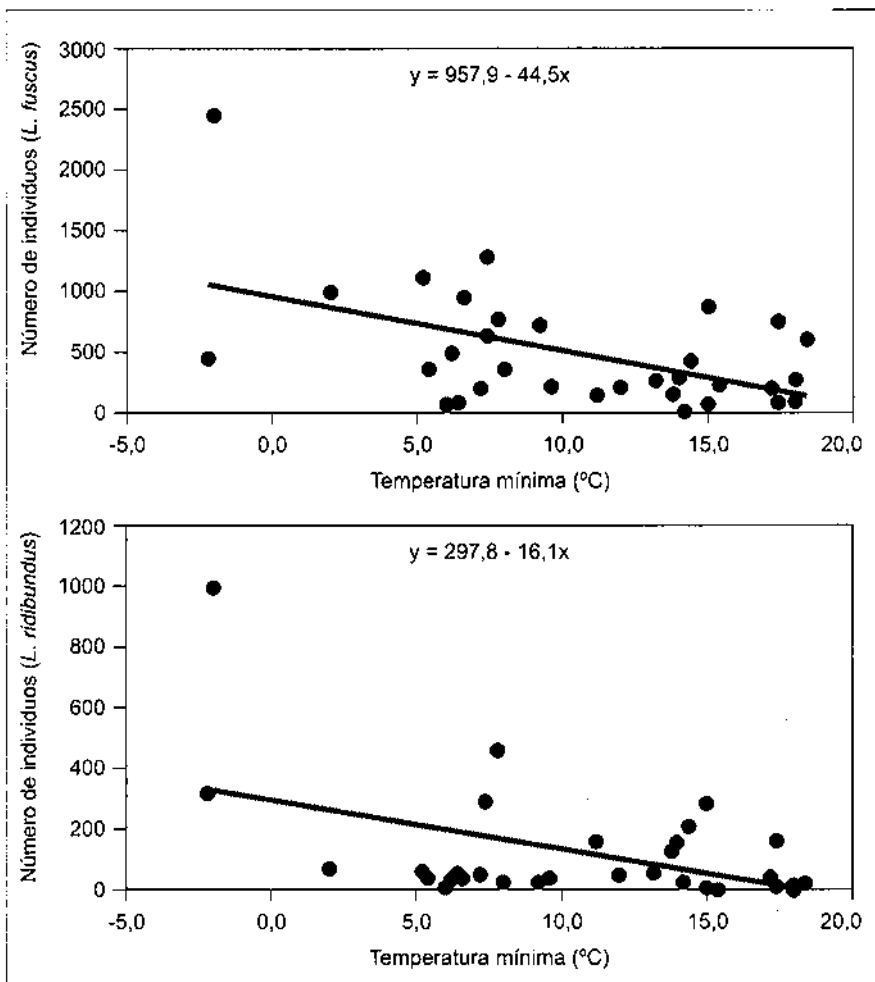 3000
y = 957,9 - 44,5x
2500
2000
1500
1000
500
0
Número de indivíduos (L. fuscus)
-5,0 0,0 5,0 10,0 15,0 20,0
Temperatura mínima (ºC)
1200
y = 297,8 - 16,1x
1000
800
600
400
200
0
Número de indivíduos (L. ridibundus)
-5,0 0,0 5,0 10,0 15,0 20,0
Temperatura mínima (ºC)